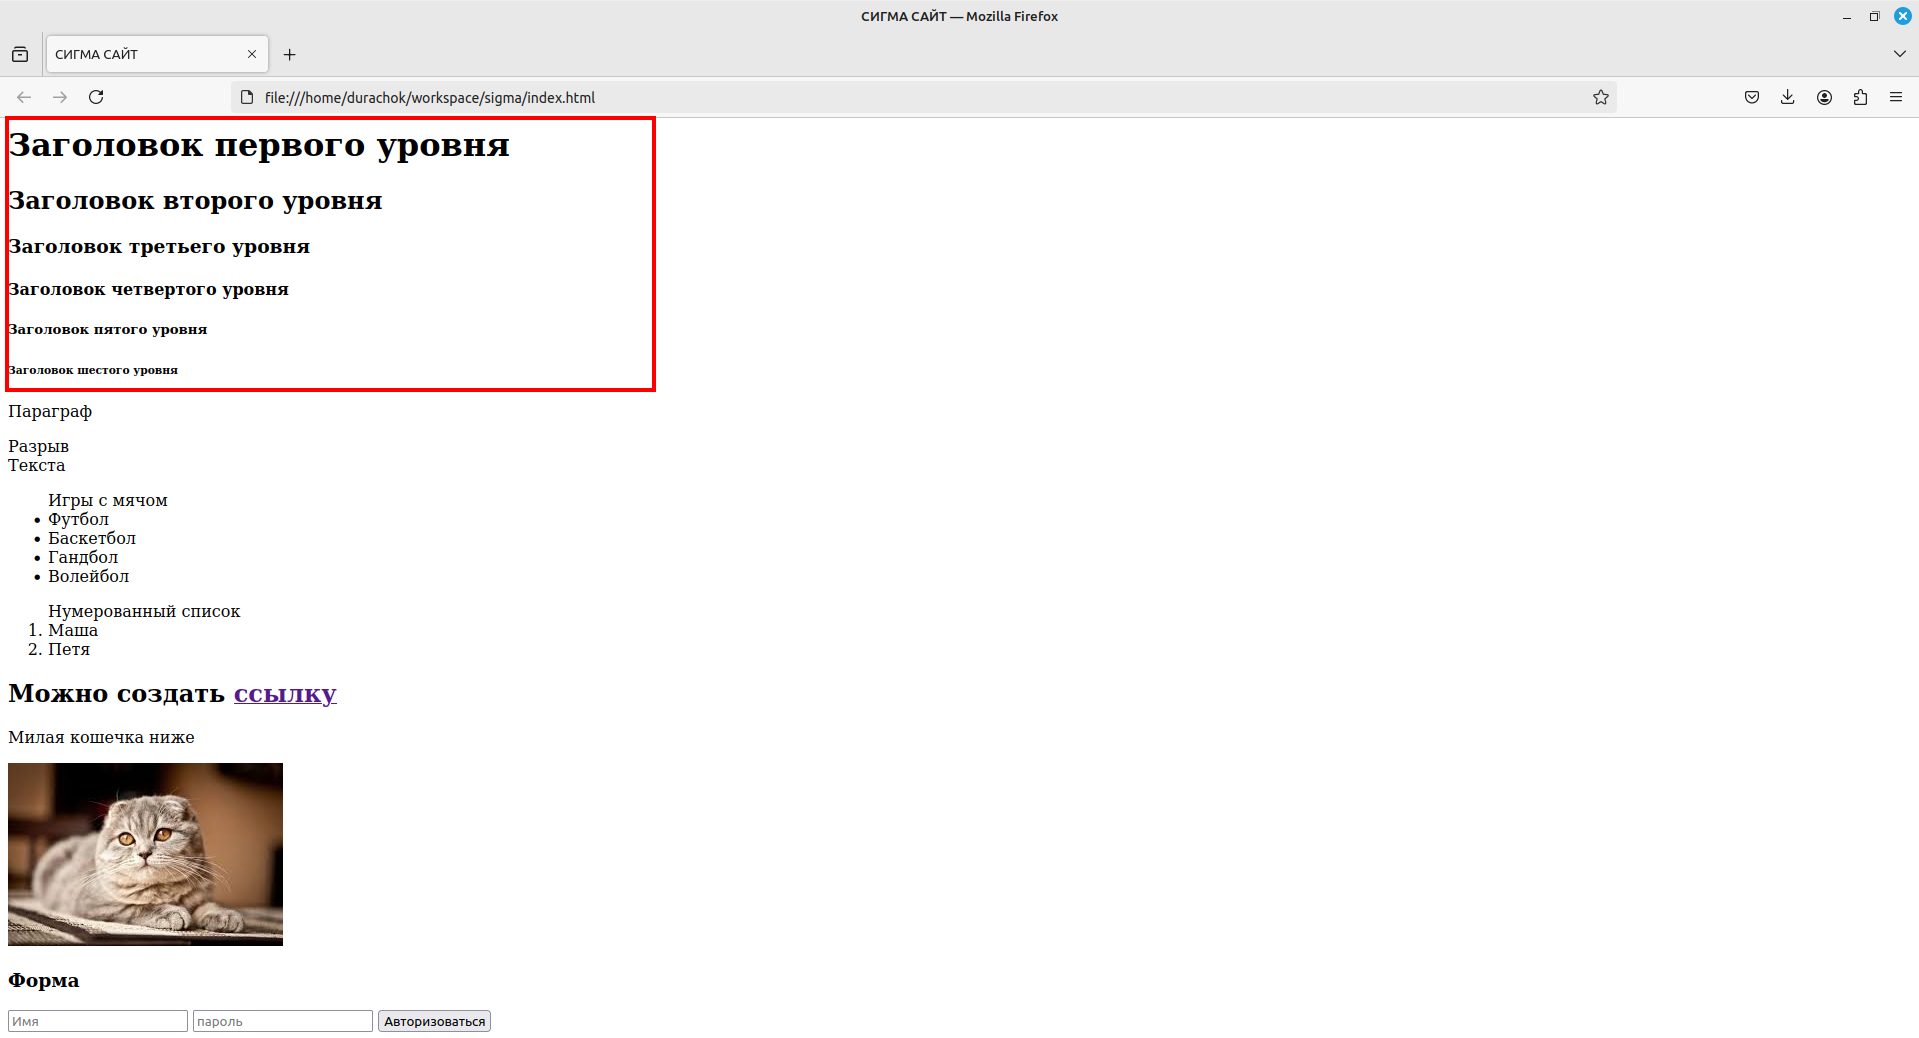 СИГМА САЙТ — Mozilla Firefox
СИГМА САЙТ
file:///home/durachok/workspace/sigma/index.html
Заголовок первого уровня
Заголовок второго уровня
Заголовок третьего уровня
Заголовок четвертого уровня
Заголовок пятого уровня
Заголовок шестого уровня
Параграф
Разрыв
Текста
Игры с мячом
• Футбол
• Баскетбол
• Гандбол
• Волейбол
Нумерованный список
1. Маша
2. Петя
Можно создать ссылку
Милая кошечка ниже
Форма
Имя пароль Авторизоваться